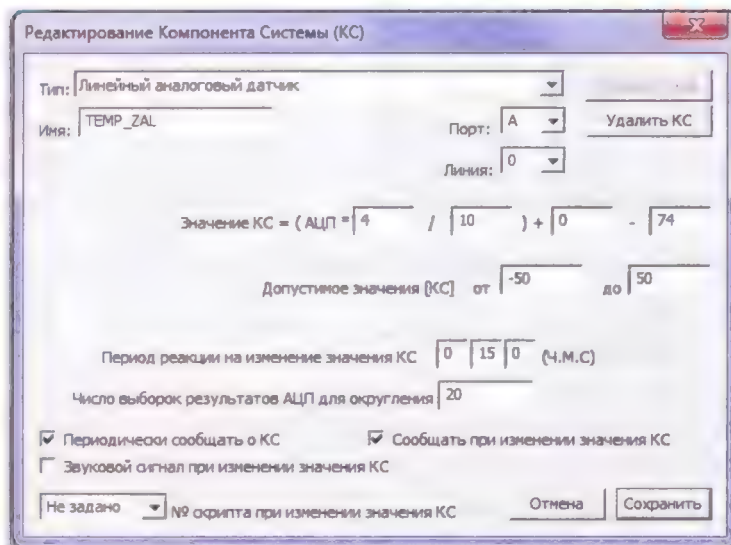 Редактирование Компонента Системы (КС)
Тип: Линейный аналоговый датчик
Имя: TEMP_ZAL
Порт: A
Удалить КС
Линия: 0
Значение КС = ( АЦП * 4 / 10 ) + 0 - 74
Допустимое значения [КС] от -50 до 50
Период реакции на изменение значения КС 0 15 0 (Ч.М.С)
Число выборок результатов АЦП для округления 20
Периодически сообщать о КС
Сообщать при изменении значения КС
Звуковой сигнал при изменении значения КС
Не задано № скрипта при изменении значения КС
Отмена
Сохранить